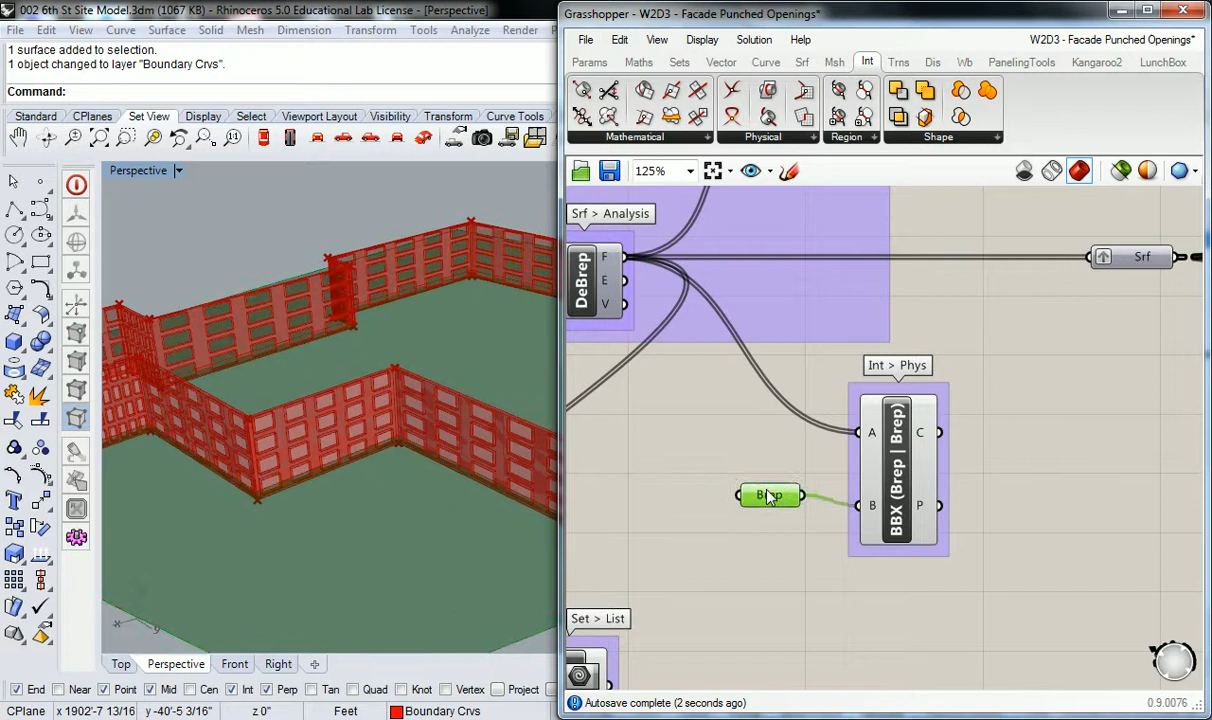 002 6th St Site Model.3dm (1067 KB) - Rhinoceros 5.0 Educational Lab License - [Perspective]
File Edit View Curve Surface Solid Mesh Dimension Transform Tools Analyze Render
1 surface added to selection.
1 object changed to layer "Boundary Crvs".
Command:
Standard CPlanes Set View Display Select Viewport Layout Visibility Transform Curve Tools
Perspective
y
Top Perspective Front Right
End Near Point Mid Cen Int Perp Tan Quad Knot Vertex Project
CPlane x 1902'-7 13/16 y -40'-5 3/16" z 0" Feet Boundary Crvs
Grasshopper - W2D3 - Facade Punched Openings*
File Edit View Display Solution Help W2D3 - Facade Punched Openings*
Params Maths Sets Vector Curve Srf Msh Int Trns Dis Wb PanelingTools Kangaroo2 LunchBox
Mathematical Physical Region Shape
125%
Srf > Analysis
DeBrep
F
E
V
Srf
Int > Phys
BBX (Brep | Brep)
A C
B P
Brep
Set > List
Autosave complete (2 seconds ago) 0.9.0076